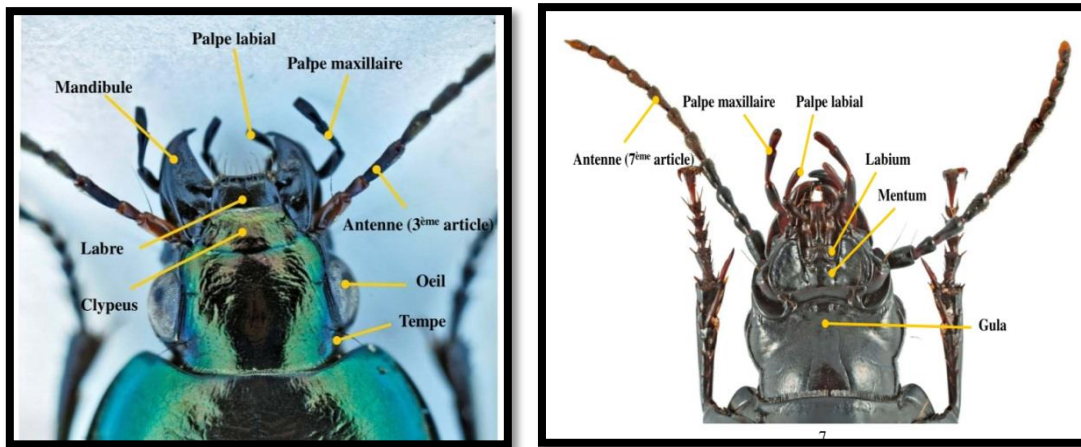 Palpe labial
Palpe maxillaire
Mandibule
Antenne (3ème article)
Labre
Oeil
Clypeus
Tempe
Palpe maxillaire
Palpe labial
Antenne (7ème article)
Labium
Mentum
Gula
7